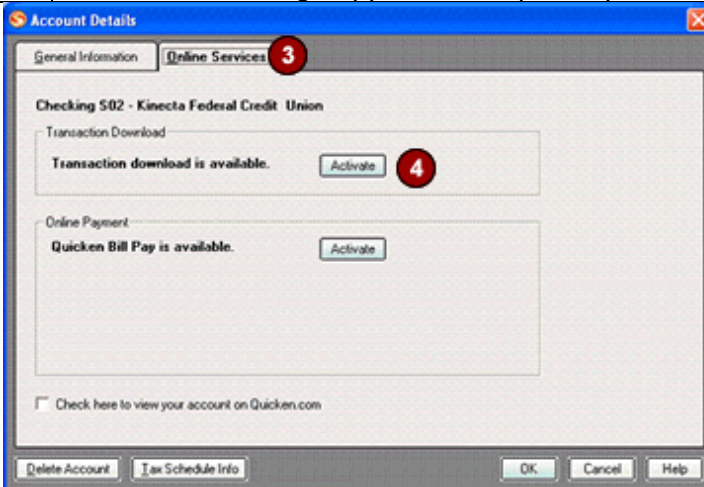 Account Details
General Information Online Services 3
Checking S02 - Kinecta Federal Credit Union
Transaction Download
Transaction download is available. Activate 4
Online Payment
Quicken Bill Pay is available. Activate
Check here to view your account on Quicken.com
Delete Account Tax Schedule Info OK Cancel Help